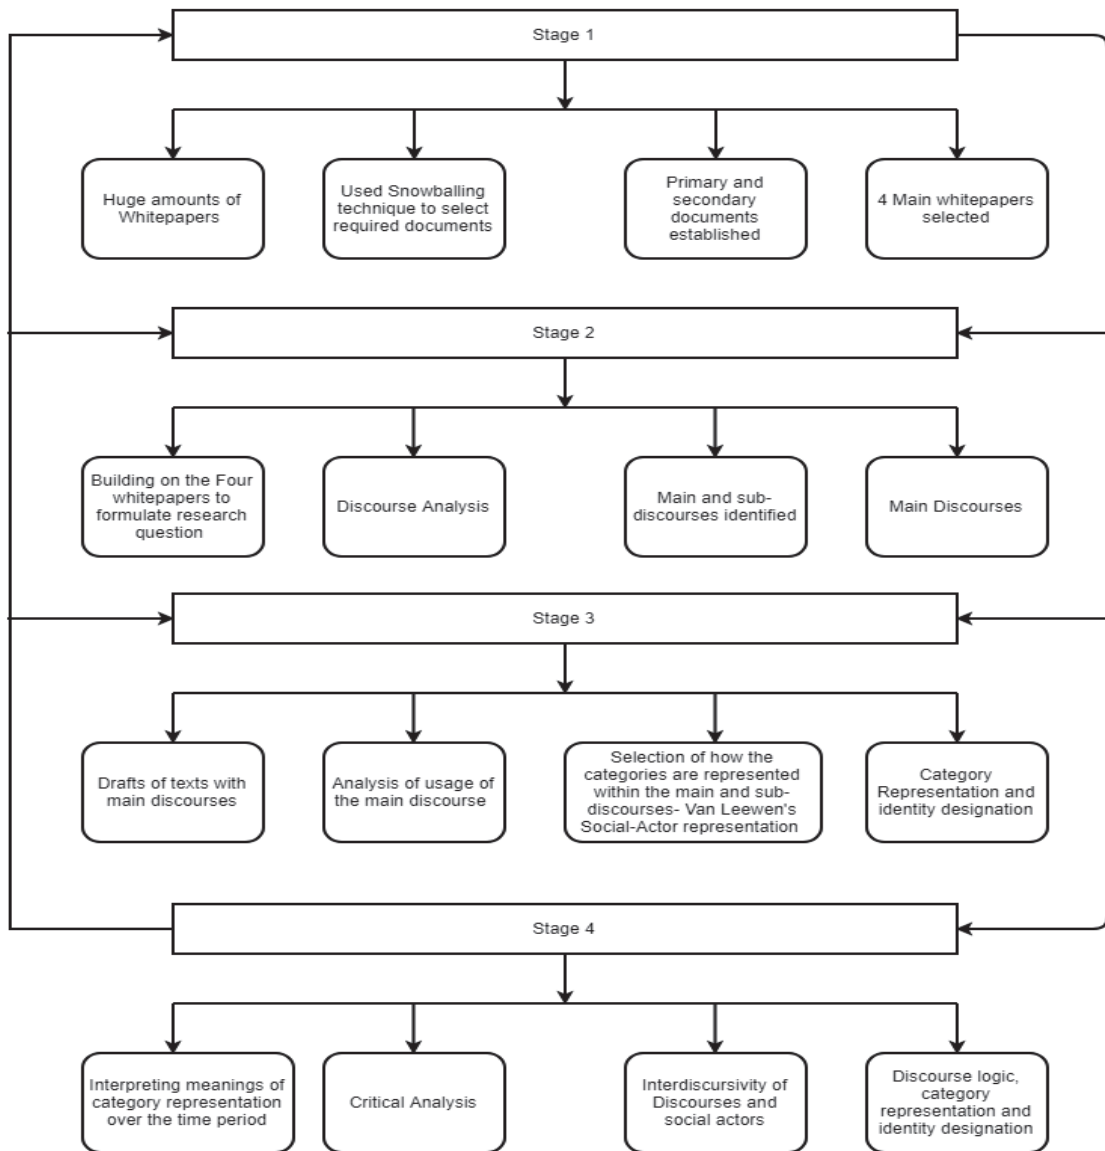 Stage 1
Huge amounts of
Whitepapers
Used Snowballing
technique to select
required documents
Primary and
secondary
documents
established
4 Main whitepapers
selected
Stage 2
Building on the Four
whitepapers to
formulate research
question
Discourse Analysis
Main and sub-
discourses identified
Main Discourses
Stage 3
Drafts of texts with
main discourses
Analysis of usage of
the main discourse
Selection of how the
categories are represented
within the main and sub-
discourses- Van Leewen's
Social-Actor representation
Category
Representation and
identity designation
Stage 4
Interpreting meanings of
category representation
over the time period
Critical Analysis
Interdiscursivity of
Discourses and
social actors
Discourse logic,
category
representation and
identity designation